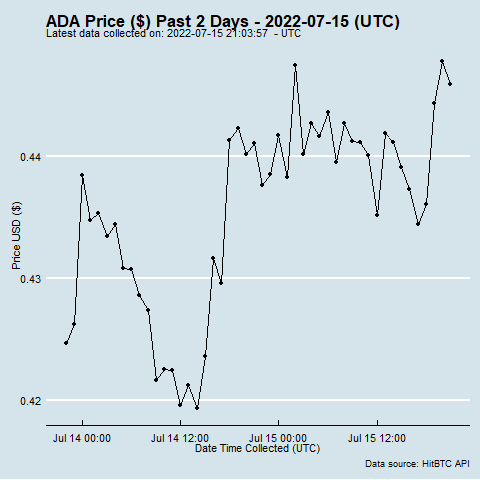 ADA Price ($) Past 2 Days - 2022-07-15 (UTC)
Latest data collected on: 2022-07-15 21:03:57  - UTC
Price USD ($)
0.44
0.43
0.42
Jul 14 00:00
Jul 14 12:00
Jul 15 00:00
Jul 15 12:00
Date Time Collected (UTC)
Data source: HitBTC API